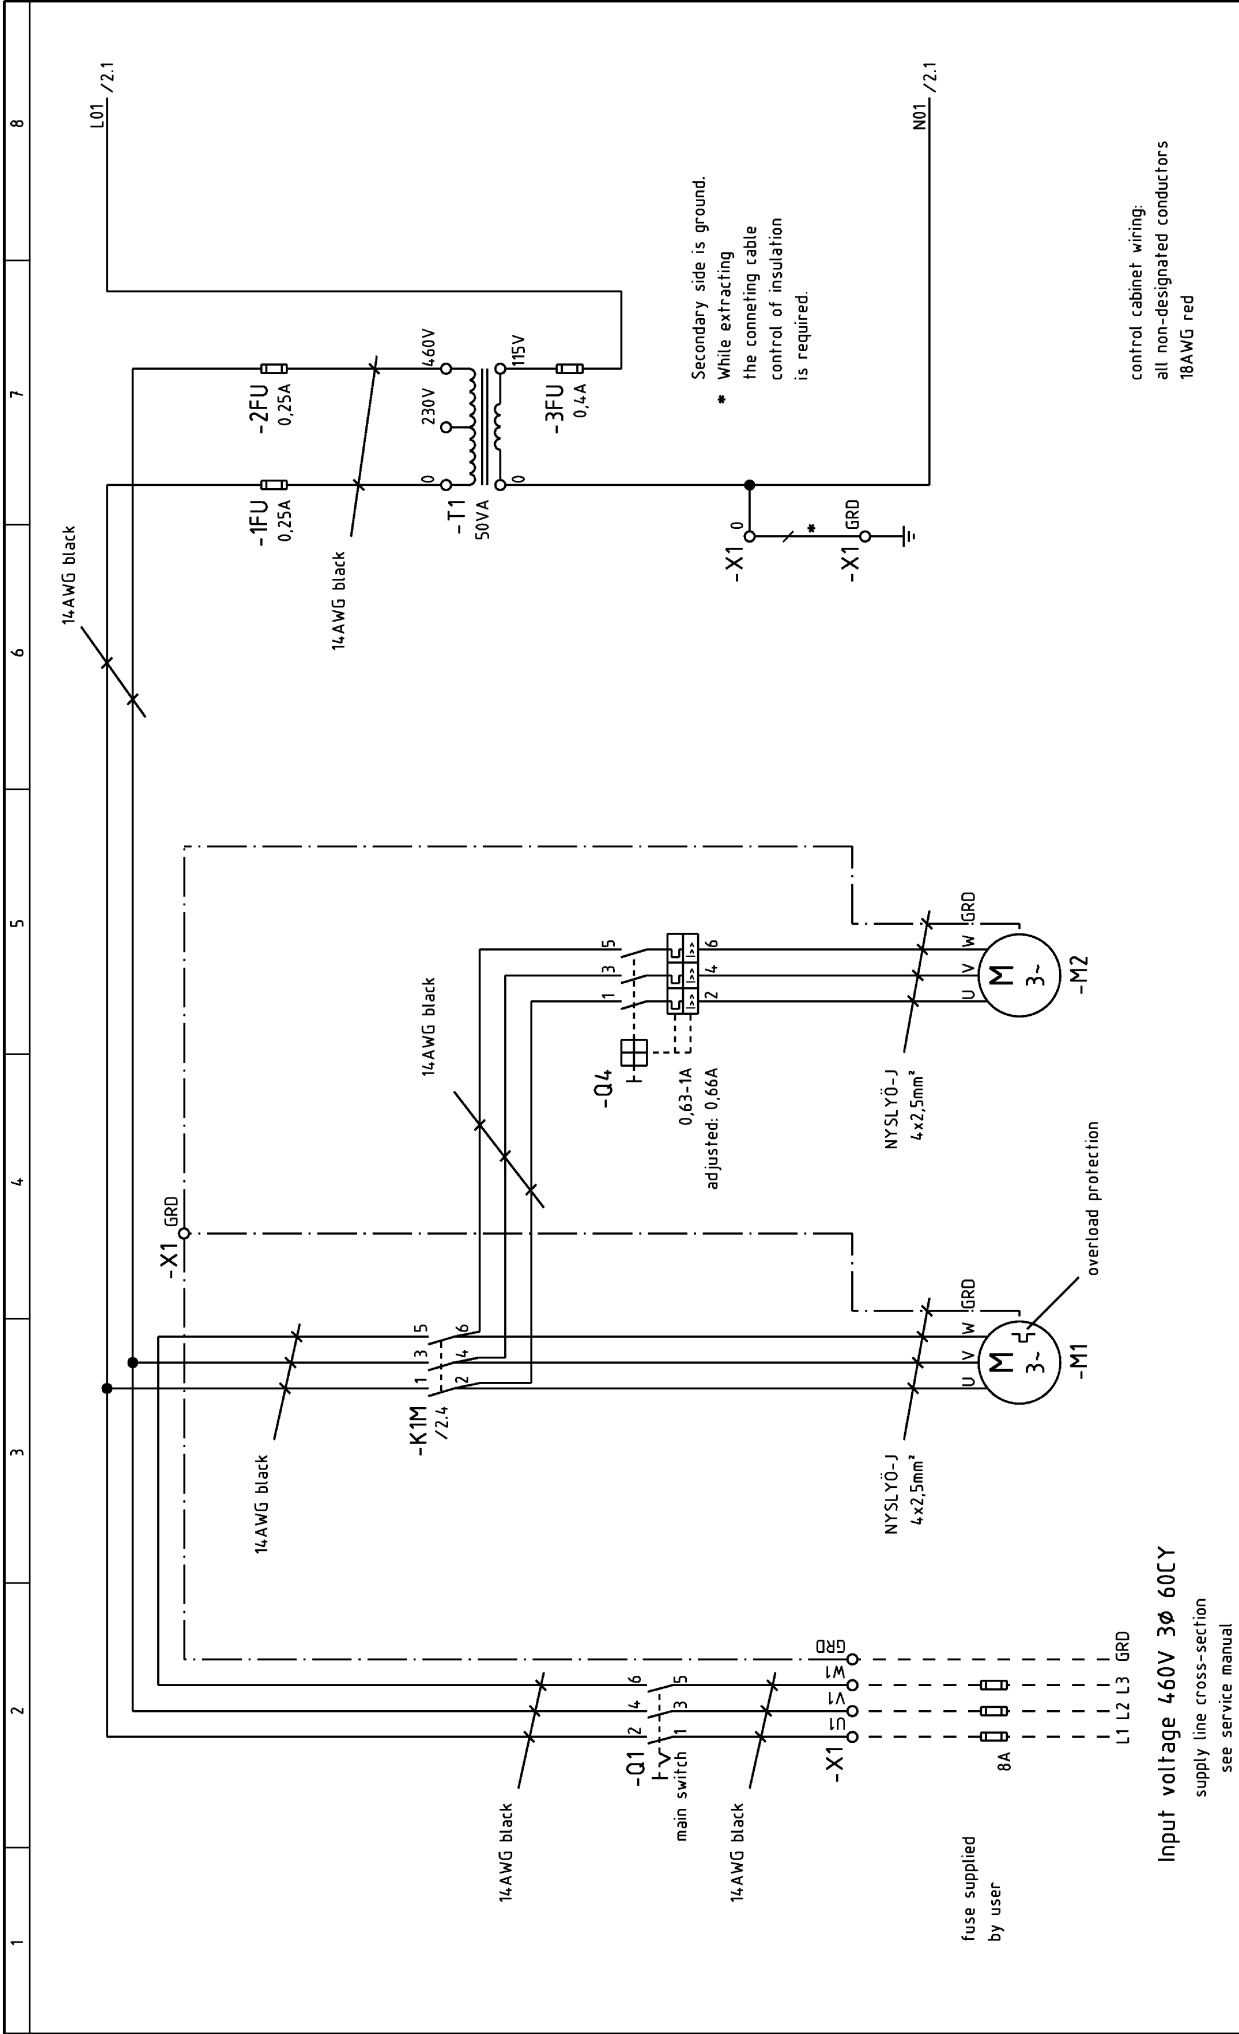 1
2
3
4
5
6
7
8
14AWG black
L01 /2.1
-X1 GRD
14AWG black
-1FU
0,25A
-2FU
0,25A
14AWG black
14AWG black
-K1M
/2.4
1 3 5
2 4 6
0 230V 460V
-T1
50VA
0 115V
-3FU
0,4A
14AWG black
-Q1
main switch
2 4 6
1 3 5
14AWG black
-Q4
1 3 5
0,63-1A
adjusted: 0,66A
I>> I>> I>>
2 4 6
Secondary side is ground.
* While extracting
the conneting cable
control of insulation
is required.
-X1 0
*
-X1 GRD
-X1
U1 V1 W1 GRD
NYSLYÖ-J
4x2,5mm²
U V W GRD
M
3~
-M1
overload protection
NYSLYÖ-J
4x2,5mm²
U V W GRD
M
3~
-M2
N01 /2.1
fuse supplied
by user
8A
L1 L2 L3 GRD
Input voltage 460V 3Ø 60CY
supply line cross-section
see service manual
control cabinet wiring:
all non-designated conductors
18AWG red